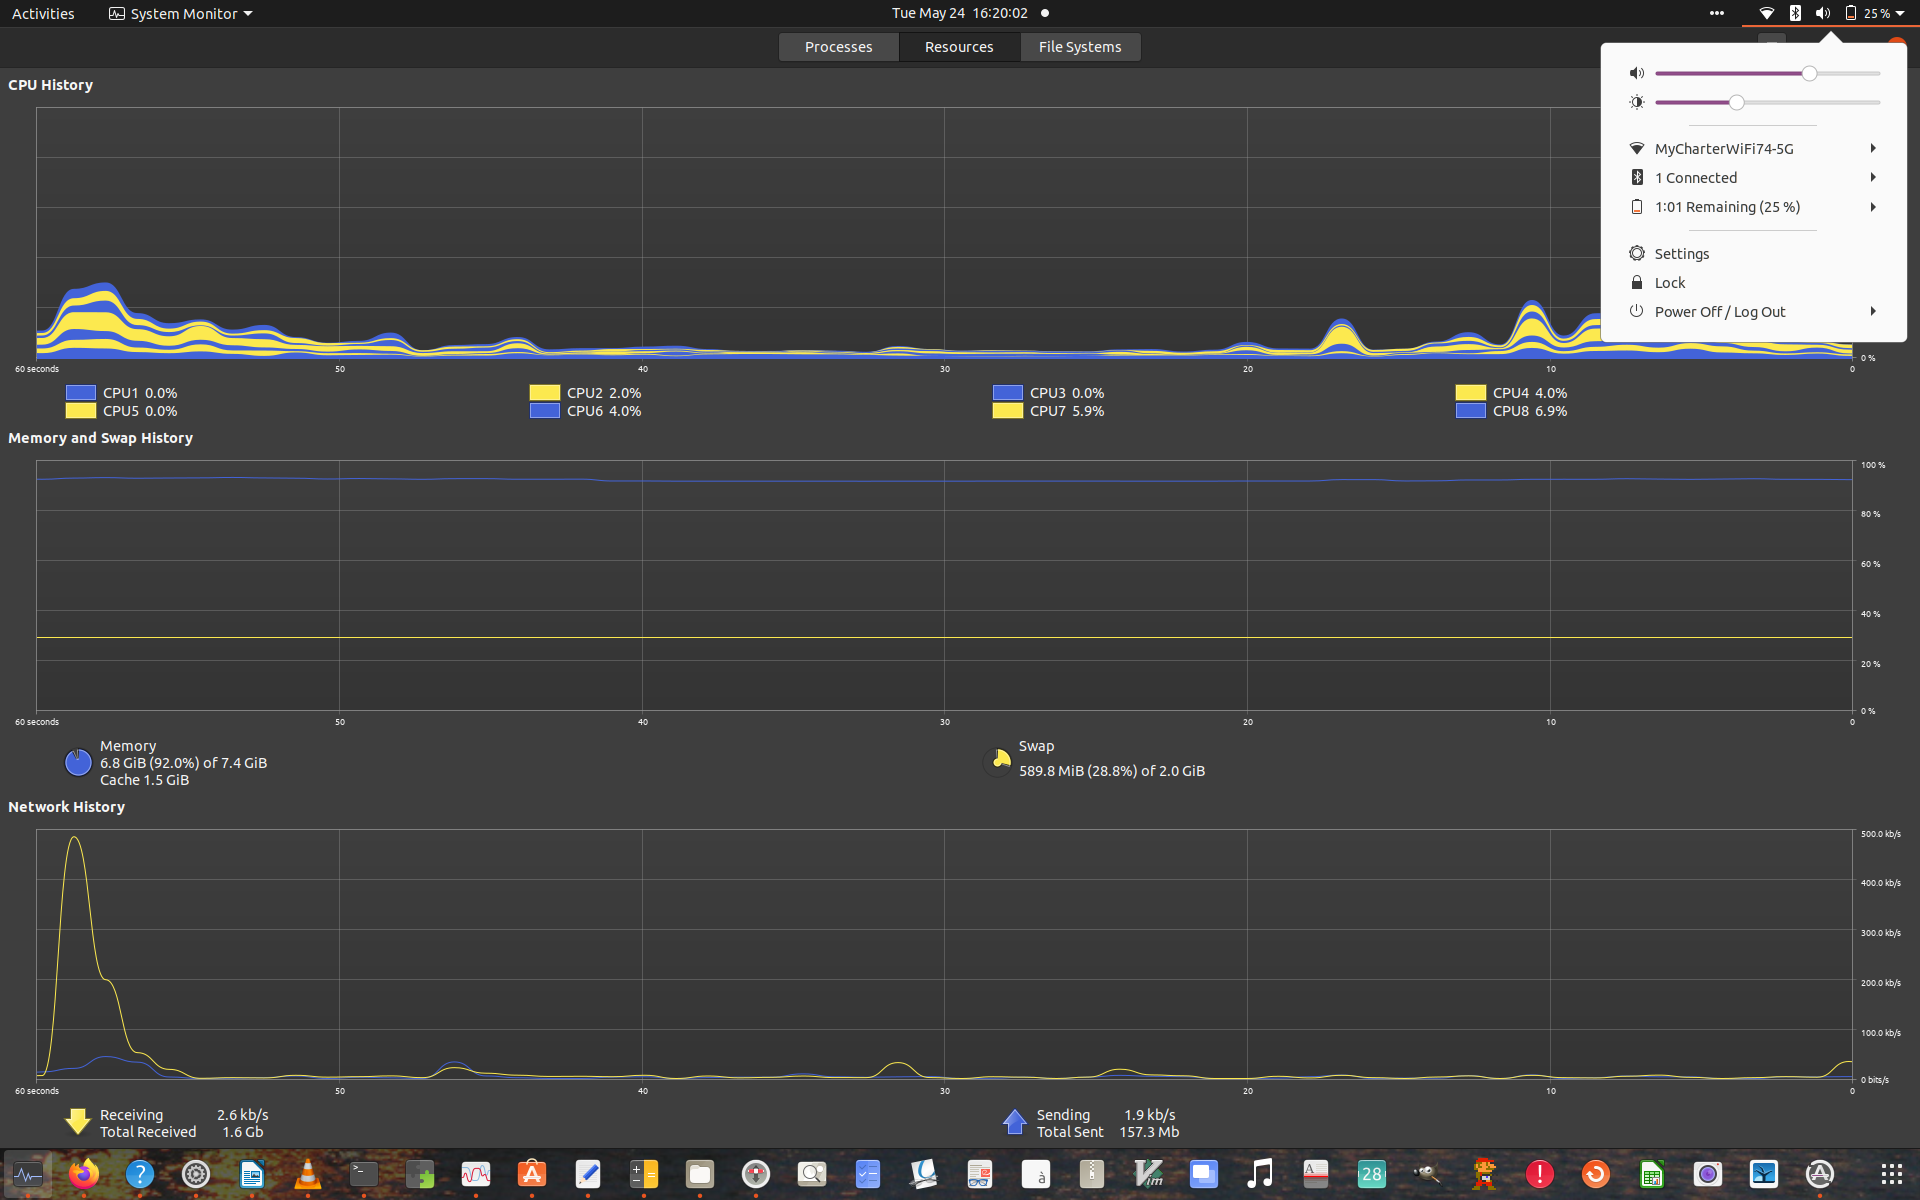 Activities
System Monitor
Tue May 24 16:20:02
25 %
Processes
Resources
File Systems
MyCharterWiFi74-5G
1 Connected
1:01 Remaining (25 %)
Settings
Lock
Power Off / Log Out
CPU History
0 %
60 seconds 50 40 30 20 10 0
CPU1 0.0% CPU2 2.0% CPU3 0.0% CPU4 4.0%
CPU5 0.0% CPU6 4.0% CPU7 5.9% CPU8 6.9%
Memory and Swap History
100 %
80 %
60 %
40 %
20 %
0 %
60 seconds 50 40 30 20 10 0
Memory
6.8 GiB (92.0%) of 7.4 GiB
Cache 1.5 GiB
Swap
589.8 MiB (28.8%) of 2.0 GiB
Network History
500.0 kb/s
400.0 kb/s
300.0 kb/s
200.0 kb/s
100.0 kb/s
0 bits/s
60 seconds 50 40 30 20 10 0
Receiving 2.6 kb/s
Total Received 1.6 Gb
Sending 1.9 kb/s
Total Sent 157.3 Mb
?
>_
à
Vim
A
28
!